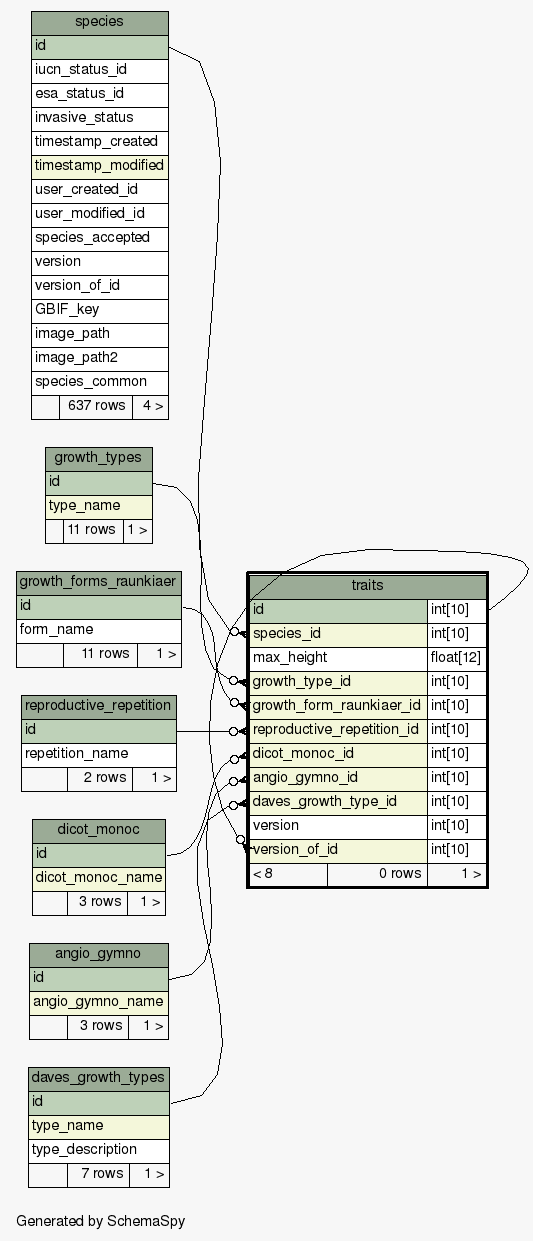 species
id
iucn_status_id
esa_status_id
invasive_status
timestamp_created
timestamp_modified
user_created_id
user_modified_id
species_accepted
version
version_of_id
GBIF_key
image_path
image_path2
species_common
637 rows 4 >
growth_types
id
type_name
11 rows 1 >
growth_forms_raunkiaer
id
form_name
11 rows 1 >
reproductive_repetition
id
repetition_name
2 rows 1 >
dicot_monoc
id
dicot_monoc_name
3 rows 1 >
angio_gymno
id
angio_gymno_name
3 rows 1 >
daves_growth_types
id
type_name
type_description
7 rows 1 >
traits
id int[10]
species_id int[10]
max_height float[12]
growth_type_id int[10]
growth_form_raunkiaer_id int[10]
reproductive_repetition_id int[10]
dicot_monoc_id int[10]
angio_gymno_id int[10]
daves_growth_type_id int[10]
version int[10]
version_of_id int[10]
< 8 0 rows 1 >
Generated by SchemaSpy